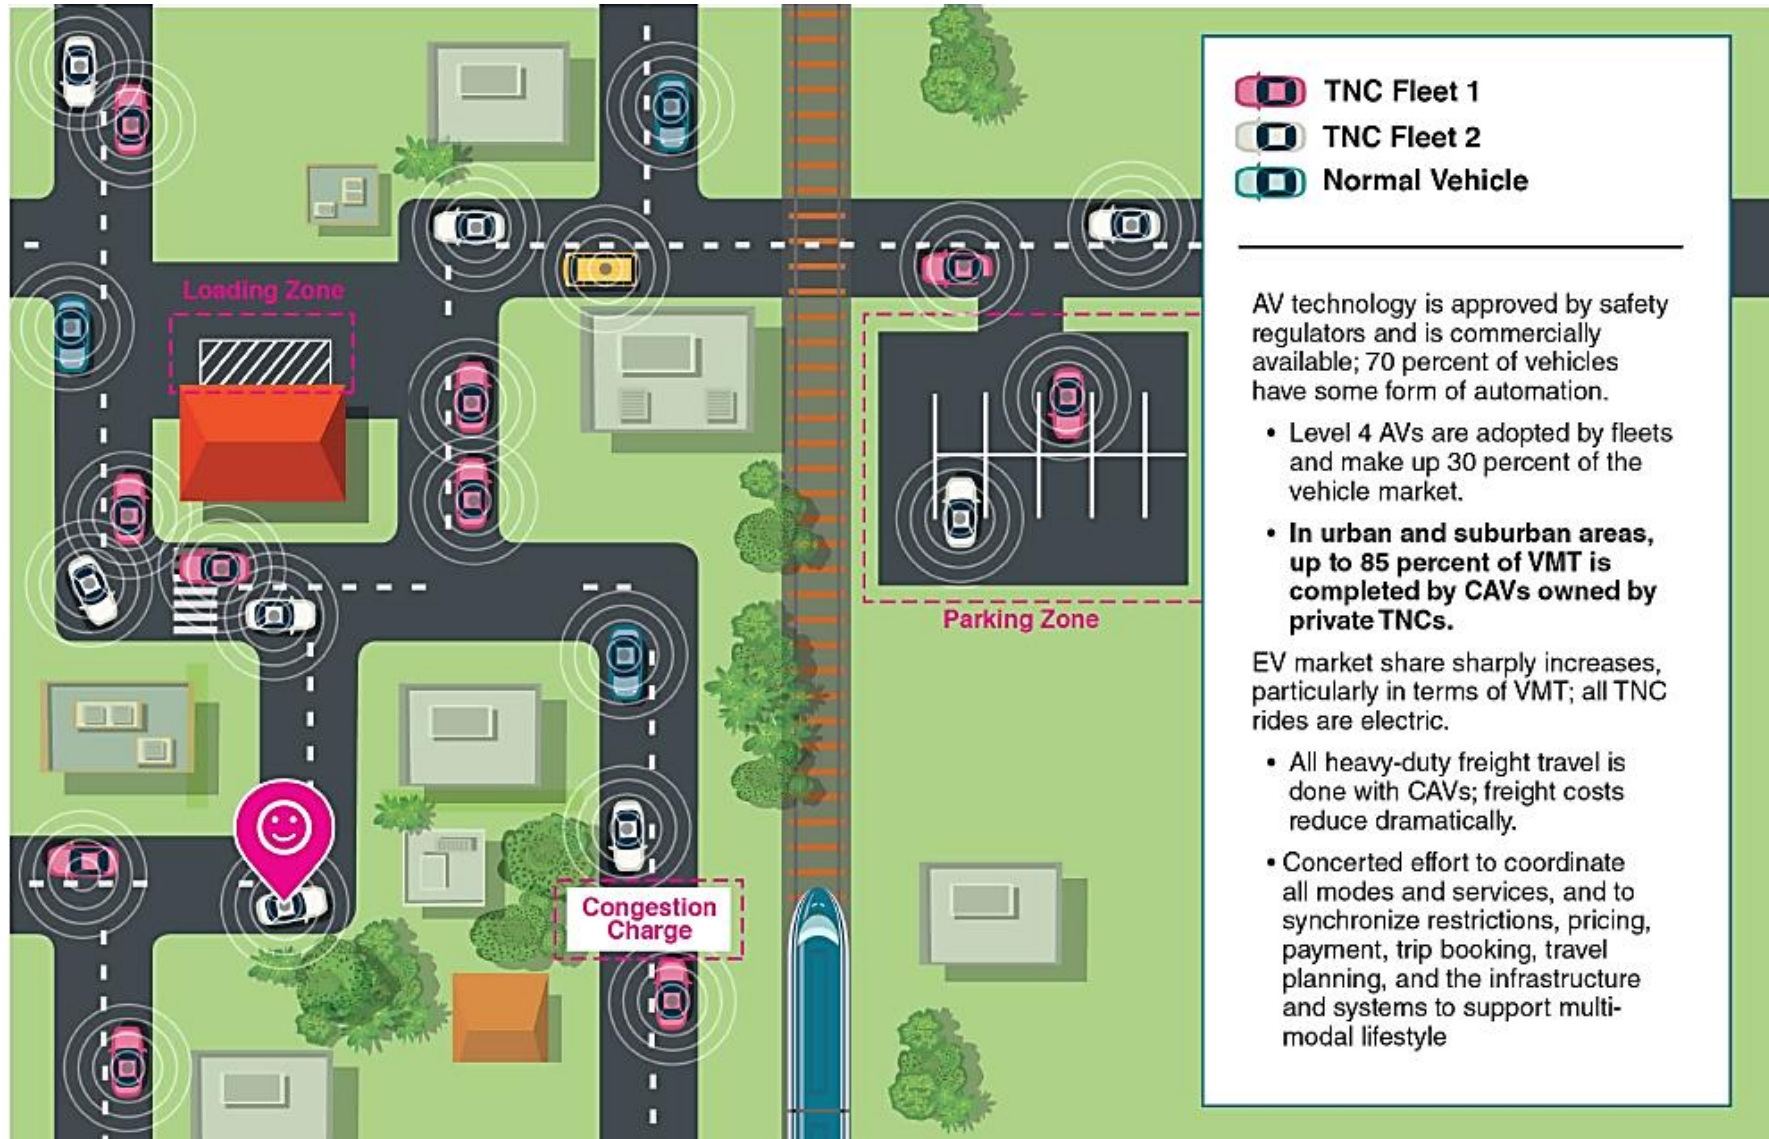 TNC Fleet 1
TNC Fleet 2
Normal Vehicle
AV technology is approved by safety
regulators and is commercially
available; 70 percent of vehicles
have some form of automation.
• Level 4 AVs are adopted by fleets
and make up 30 percent of the
vehicle market.
• In urban and suburban areas,
up to 85 percent of VMT is
completed by CAVs owned by
private TNCs.
EV market share sharply increases,
particularly in terms of VMT; all TNC
rides are electric.
• All heavy-duty freight travel is
done with CAVs; freight costs
reduce dramatically.
• Concerted effort to coordinate
all modes and services, and to
synchronize restrictions, pricing,
payment, trip booking, travel
planning, and the infrastructure
and systems to support multi-
modal lifestyle
Loading Zone
Parking Zone
Congestion
Charge